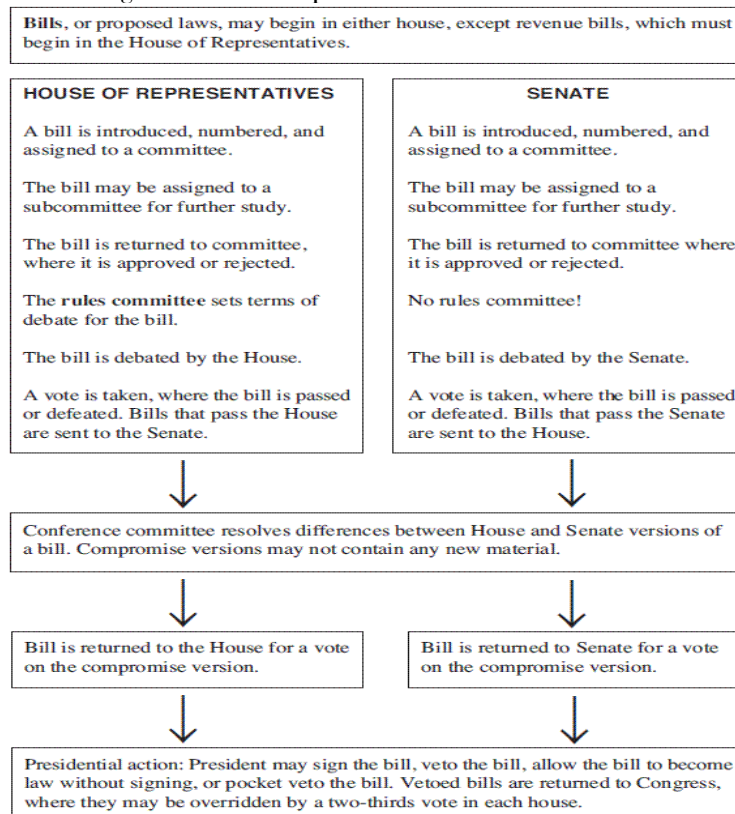 Bills, or proposed laws, may begin in either house, except revenue bills, which must
begin in the House of Representatives.
HOUSE OF REPRESENTATIVES
A bill is introduced, numbered, and
assigned to a committee.
The bill may be assigned to a
subcommittee for further study.
The bill is returned to committee,
where it is approved or rejected.
The rules committee sets terms of
debate for the bill.
The bill is debated by the House.
A vote is taken, where the bill is passed
or defeated. Bills that pass the House
are sent to the Senate.
SENATE
A bill is introduced, numbered, and
assigned to a committee.
The bill may be assigned to a
subcommittee for further study.
The bill is returned to committee where
it is approved or rejected.
No rules committee!
The bill is debated by the Senate.
A vote is taken, where the bill is passed
or defeated. Bills that pass the Senate
are sent to the House.
Conference committee resolves differences between House and Senate versions of
a bill. Compromise versions may not contain any new material.
Bill is returned to the House for a vote
on the compromise version.
Bill is returned to Senate for a vote
on the compromise version.
Presidential action: President may sign the bill, veto the bill, allow the bill to become
law without signing, or pocket veto the bill. Vetoed bills are returned to Congress,
where they may be overridden by a two-thirds vote in each house.